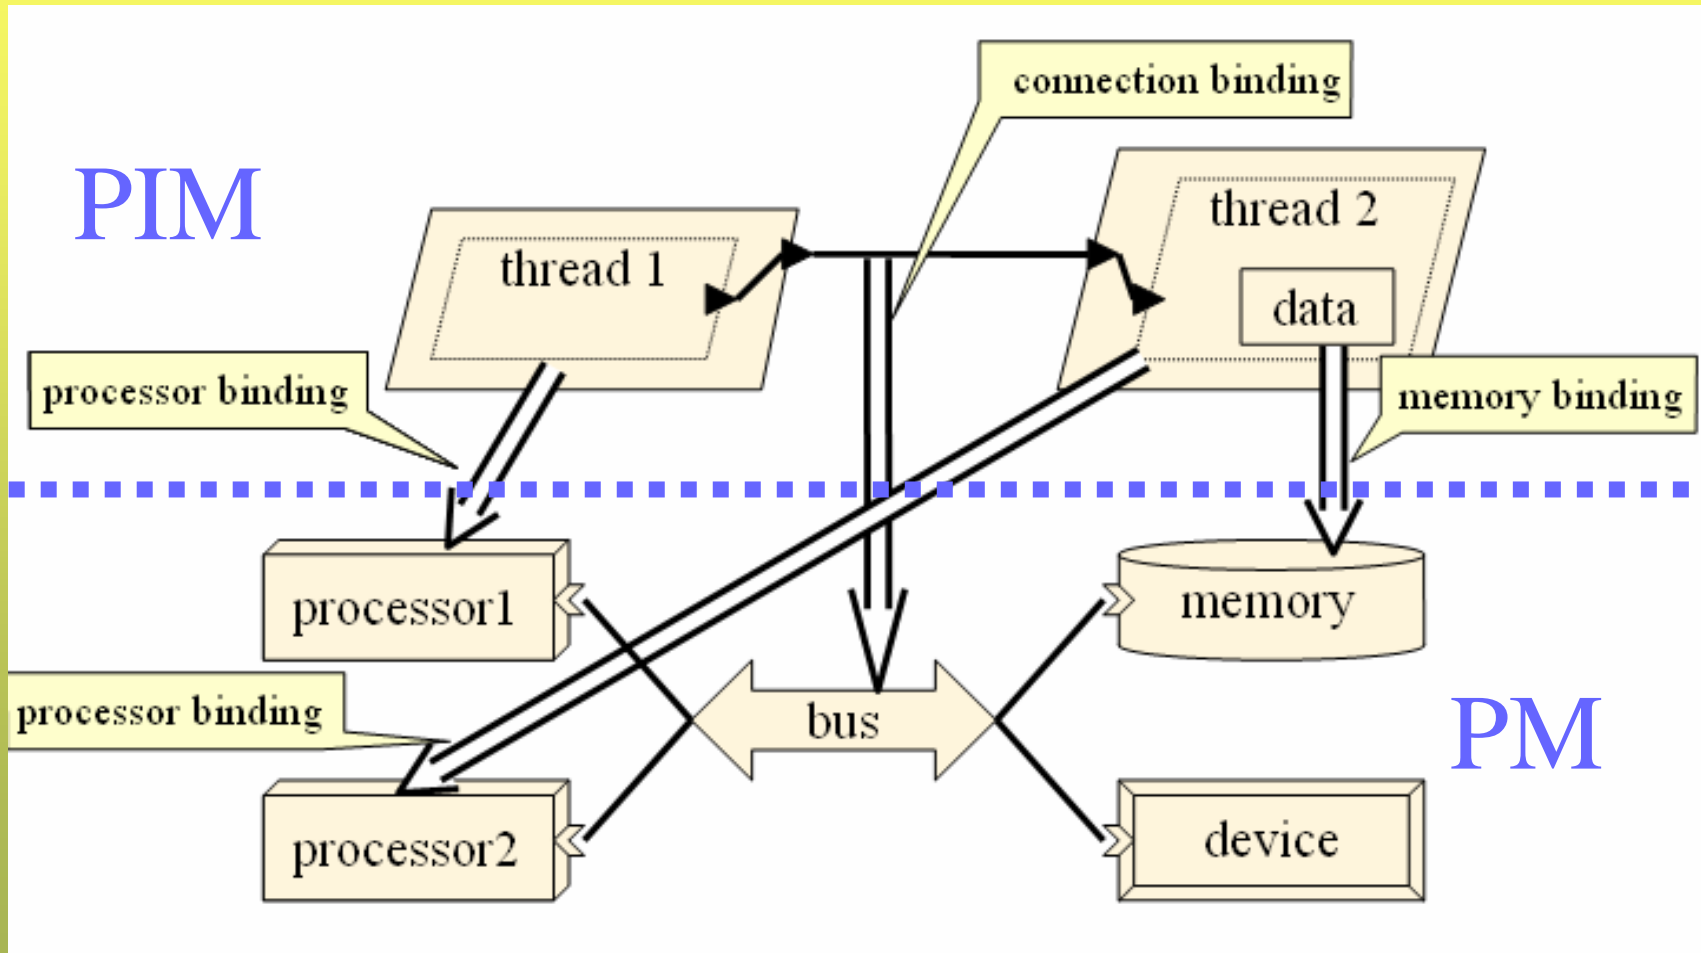 connection binding
PIM
thread 2
thread 1
data
processor binding
memory binding
processor1
memory
processor binding
bus
PM
processor2
device